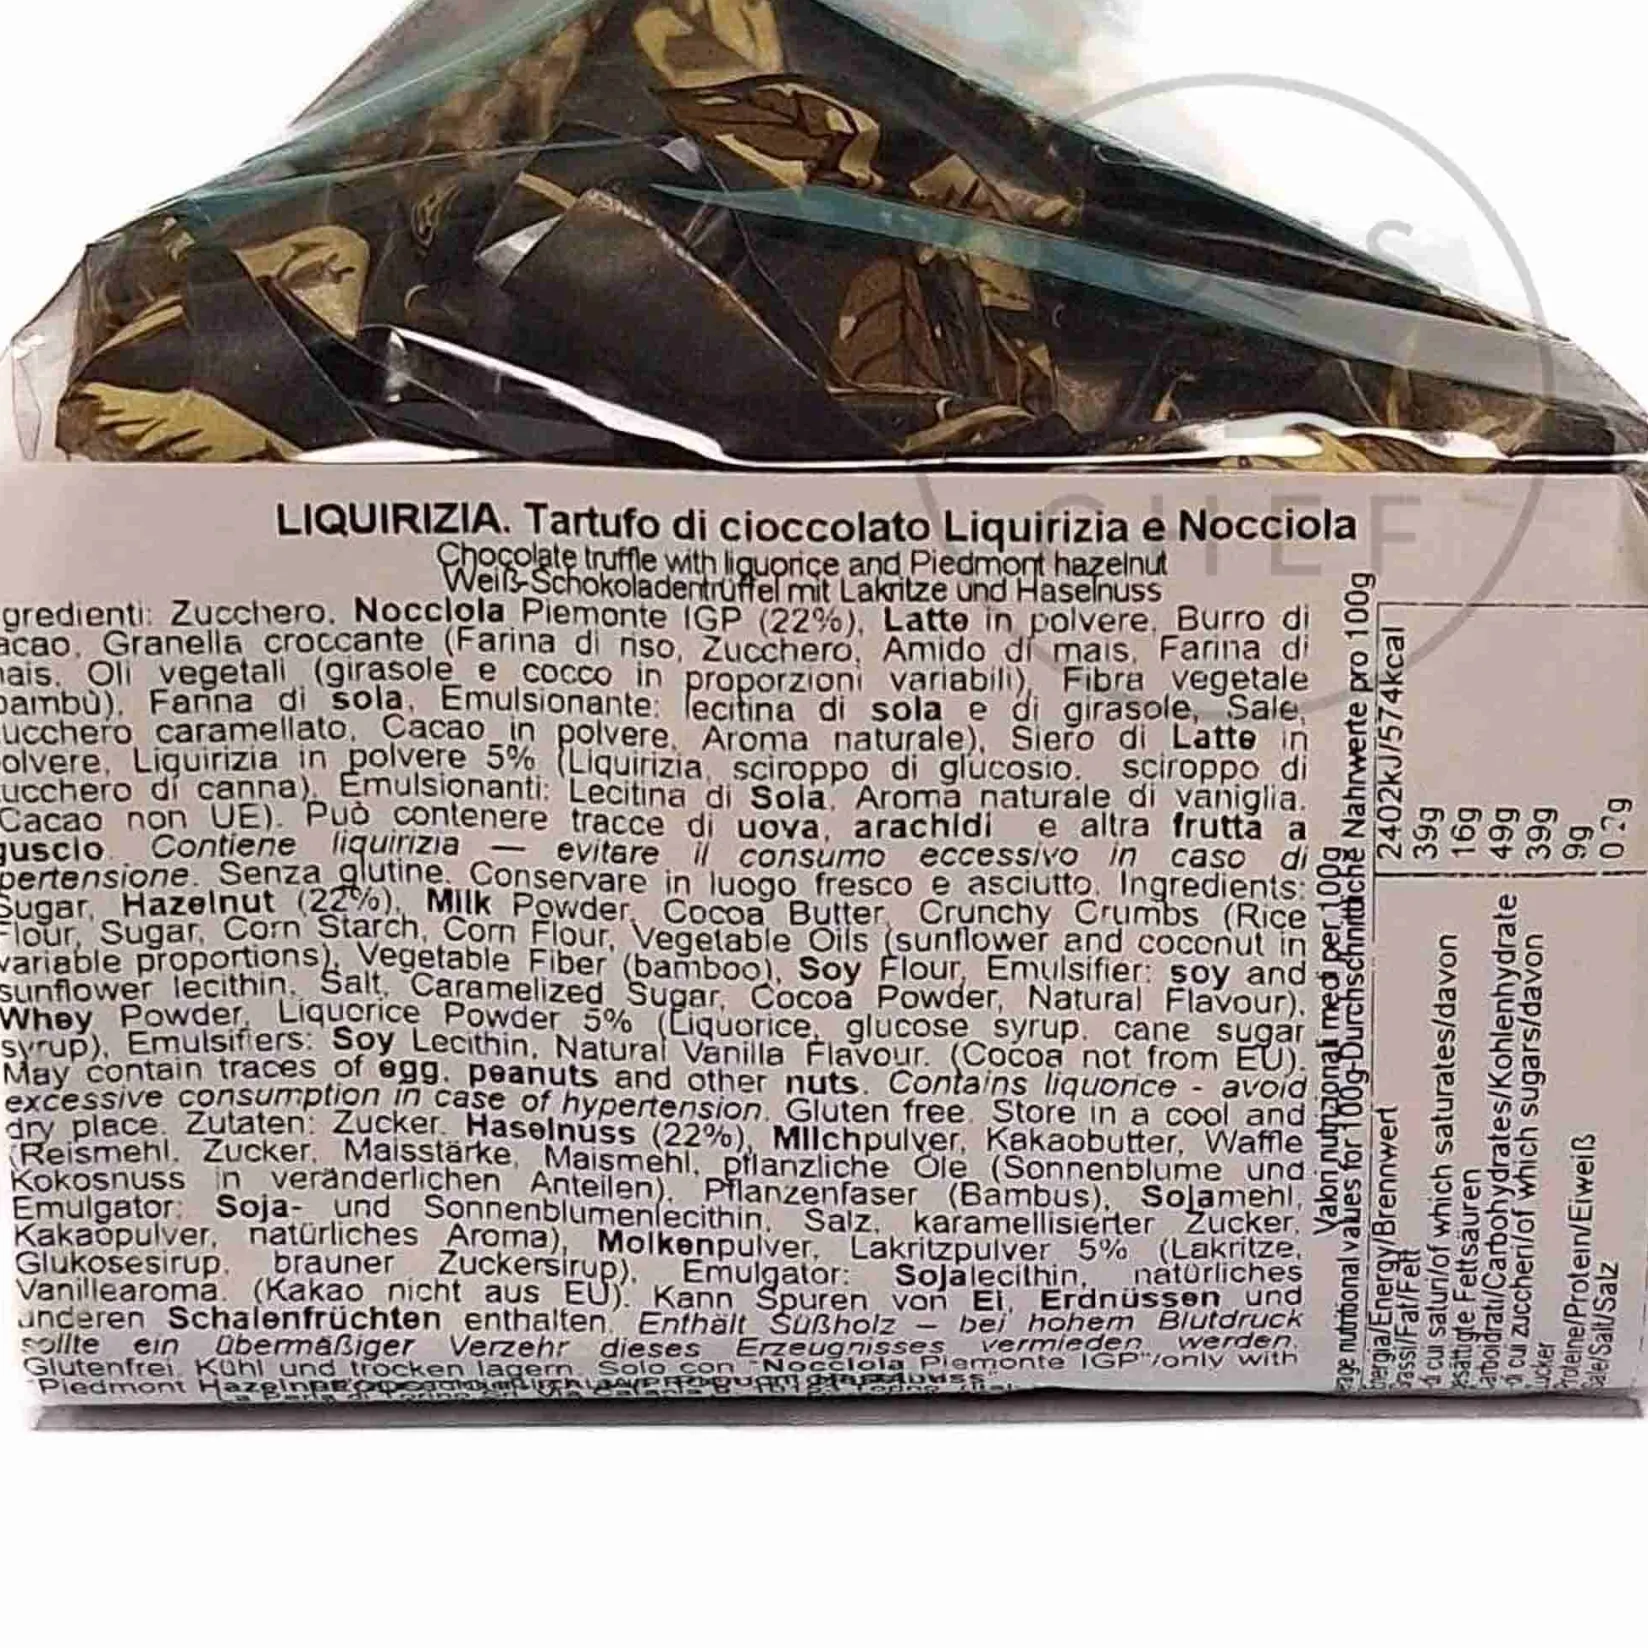 LIQUIRIZIA. Tartufo di cioccolato Liquirizia e Nocciola
Chocolate truffle with liquorice and Piedmont hazelnut
Weiß-Schokoladentrüffel mit Lakritze und Haselnuss
gredienti: Zucchero, Nocciola Piemonte IGP (22%), Latte in polvere, Burro di
acao, Granella croccante (Farina di riso, Zucchero, Amido di mais, Farina di
ais, Oli vegetali (girasole e cocco in proporzioni variabili), Fibra vegetale
bambù), Farina di soia, Emulsionante: lecitina di soia e di girasole, Sale,
ucchero caramellato, Cacao in polvere, Aroma naturale), Siero di Latte in
olvere, Liquirizia in polvere 5% (Liquirizia, sciroppo di glucosio, sciroppo di
ucchero di canna), Emulsionanti: Lecitina di Soia, Aroma naturale di vaniglia.
Cacao non UE). Può contenere tracce di uova, arachidi e altra frutta a
guscio. Contiene liquirizia – evitare il consumo eccessivo in caso di
pertensione. Senza glutine. Conservare in luogo fresco e asciutto. Ingredients:
Sugar, Hazelnut (22%), Milk Powder, Cocoa Butter, Crunchy Crumbs (Rice
Flour, Sugar, Corn Starch, Corn Flour, Vegetable Oils (sunflower and coconut in
variable proportions), Vegetable Fiber (bamboo), Soy Flour, Emulsifier: soy and
sunflower lecithin, Salt, Caramelized Sugar, Cocoa Powder, Natural Flavour),
Whey Powder, Liquorice Powder 5% (Liquorice, glucose syrup, cane sugar
syrup), Emulsifiers: Soy Lecithin, Natural Vanilla Flavour. (Cocoa not from EU).
May contain traces of egg, peanuts and other nuts. Contains liquorice - avoid
excessive consumption in case of hypertension. Gluten free. Store in a cool and
dry place. Zutaten: Zucker, Haselnuss (22%), Milchpulver, Kakaobutter, Waffle
(Reismehl, Zucker, Maisstärke, Maismehl, pflanzliche Öle (Sonnenblume und
Kokosnuss in veränderlichen Anteilen), Pflanzenfaser (Bambus), Sojamehl,
Emulgator: Soja- und Sonnenblumenlecithin, Salz, karamellisierter Zucker,
Kakaopulver, natürliches Aroma), Molkenpulver, Lakritzpulver 5% (Lakritze,
Glukosesirup, brauner Zuckersirup), Emulgator: Sojalecithin, natürliches
Vanillearoma. (Kakao nicht aus EU). Kann Spuren von Ei, Erdnüssen und
anderen Schalenfrüchten enthalten. Enthält Süßholz – bei hohem Blutdruck
sollte ein übermäßiger Verzehr dieses Erzeugnisses vermieden werden.
Glutenfrei. Kühl und trocken lagern. Solo con "Nocciola Piemonte IGP"/only with
Piedmont
Valori nutrizionali medi per 100g
age nutritional values for 100g-Durchschnittliche Nährwerte pro 100g
Energia/Energy/Brennwert 2402kJ/574kcal
Grassi/Fat/Fett 39g
di cui saturi/of which saturates/davon
esättigte Fettsäuren 16g
Carboidrati/Carbohydrates/Kohlenhydrate 49g
di cui zuccheri/of which sugars/davon 39g
ucker
Proteine/Protein/Eiweiß 9g
Sale/Salt/Salz 0.2g
CHEF